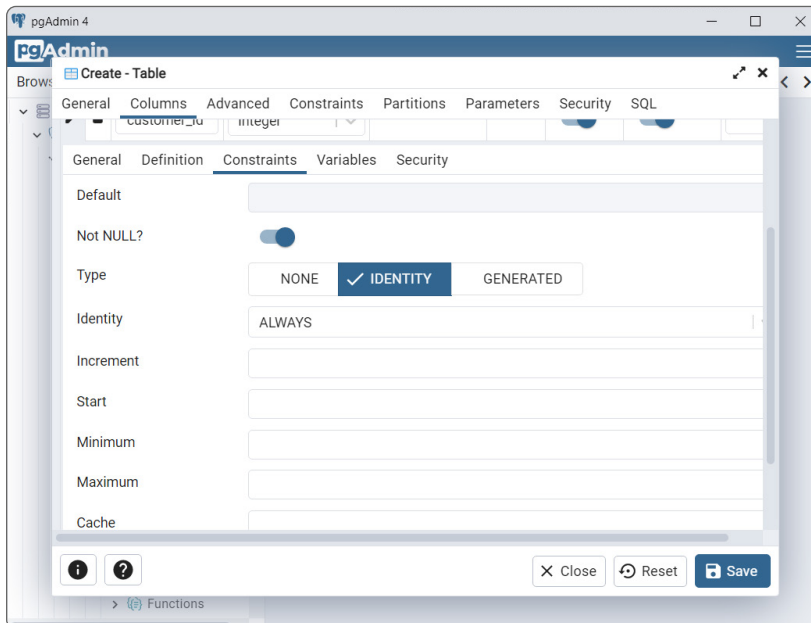 pgAdmin 4
pgAdmin
Create - Table
Brows
General Columns Advanced Constraints Partitions Parameters Security SQL
customer_id Integer
General Definition Constraints Variables Security
Default
Not NULL?
Type NONE IDENTITY GENERATED
Identity ALWAYS
Increment
Start
Minimum
Maximum
Cache
Close Reset Save
Functions